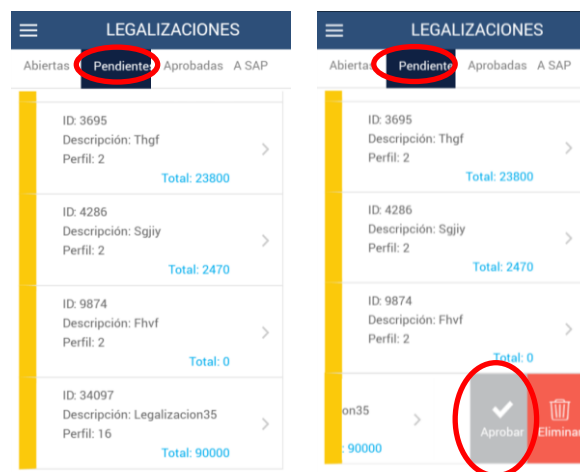 LEGALIZACIONES
Abiertas Pendientes Aprobadas A SAP
ID: 3695
Descripción: Thgf
Perfil: 2
Total: 23800
ID: 4286
Descripción: Sgjiy
Perfil: 2
Total: 2470
ID: 9874
Descripción: Fhvf
Perfil: 2
Total: 0
ID: 34097
Descripción: Legalizacion35
Perfil: 16
Total: 90000
LEGALIZACIONES
Abiertas Pendiente Aprobadas A SAP
ID: 3695
Descripción: Thgf
Perfil: 2
Total: 23800
ID: 4286
Descripción: Sgjiy
Perfil: 2
Total: 2470
ID: 9874
Descripción: Fhvf
Perfil: 2
Total: 0
on35
: 90000
Aprobar
Eliminar